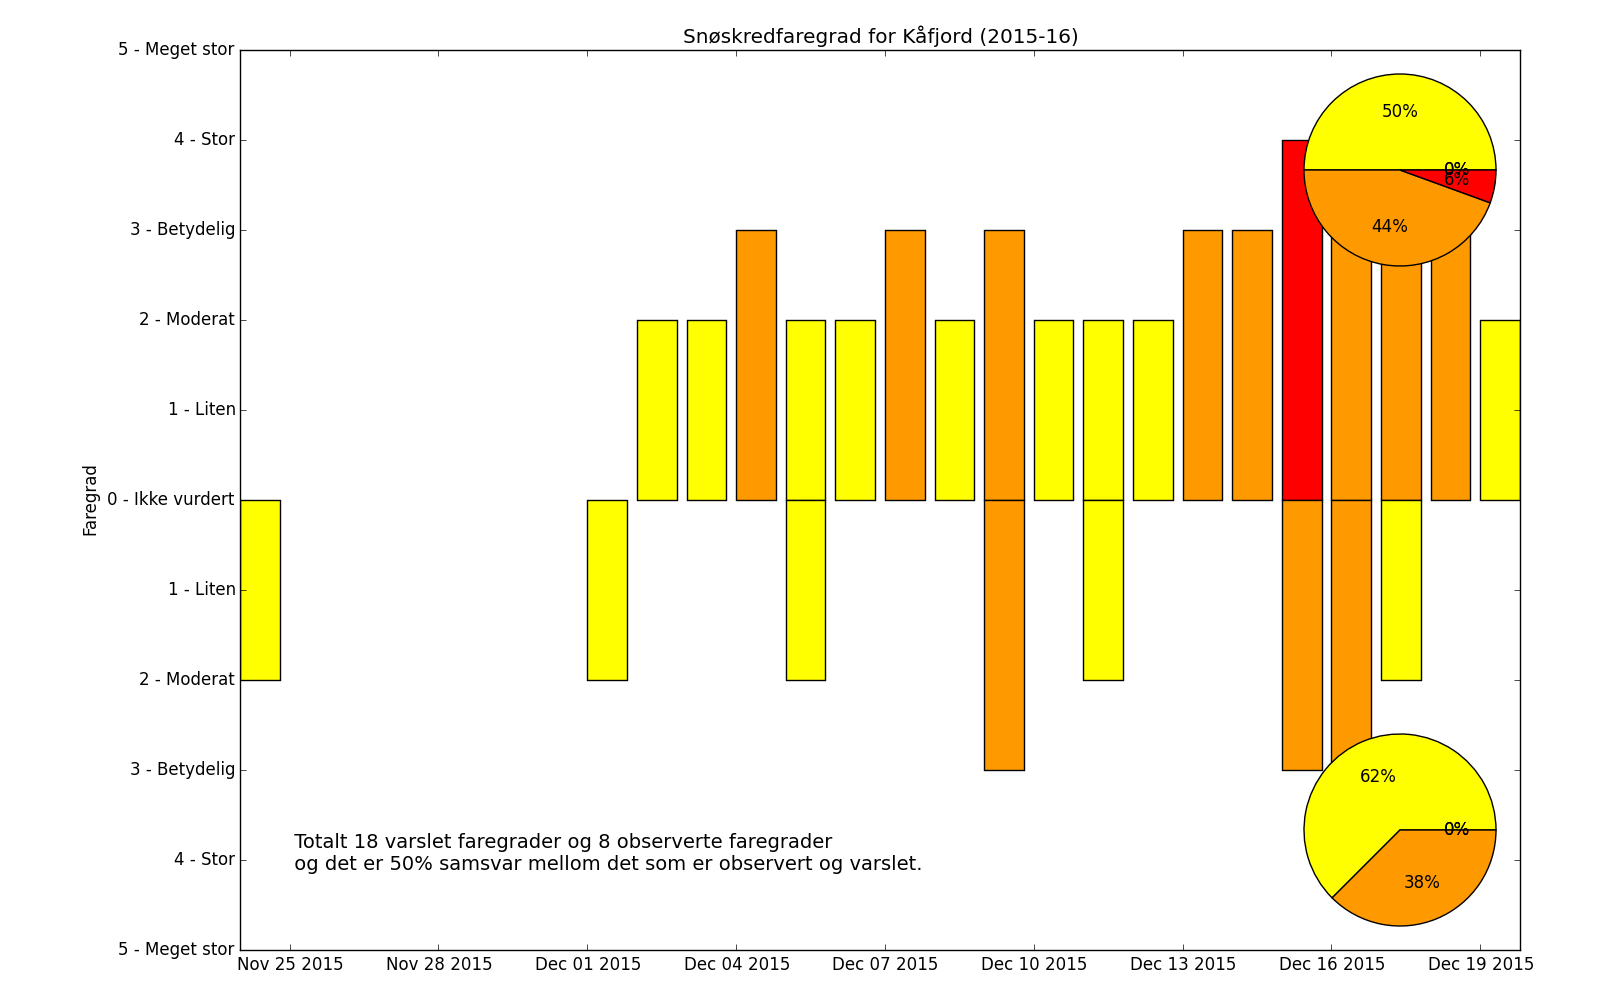 Snøskredfaregrad for Kåfjord (2015-16)
5 - Meget stor
4 - Stor
3 - Betydelig
2 - Moderat
1 - Liten
0 - Ikke vurdert
1 - Liten
2 - Moderat
3 - Betydelig
4 - Stor
5 - Meget stor
Faregrad
50%
0%
6%
44%
62%
0%
38%
Totalt 18 varslet faregrader og 8 observerte faregrader
og det er 50% samsvar mellom det som er observert og varslet.
Nov 25 2015 Nov 28 2015 Dec 01 2015 Dec 04 2015 Dec 07 2015 Dec 10 2015 Dec 13 2015 Dec 16 2015 Dec 19 2015